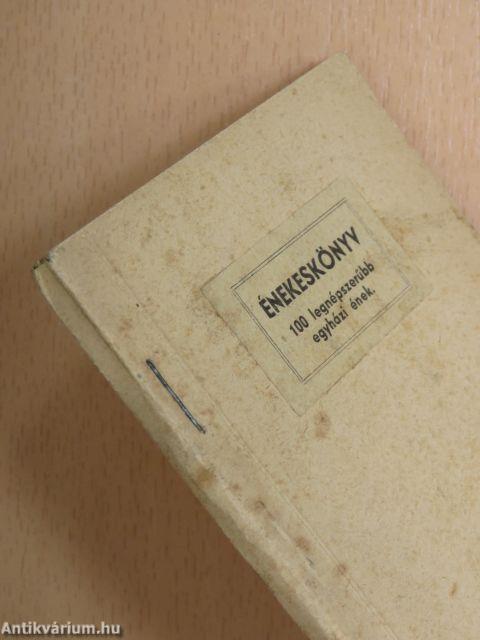 ÉNEKESKÖNYV
100 legnépszerűbb
egyházi ének.
Antikvárium.hu